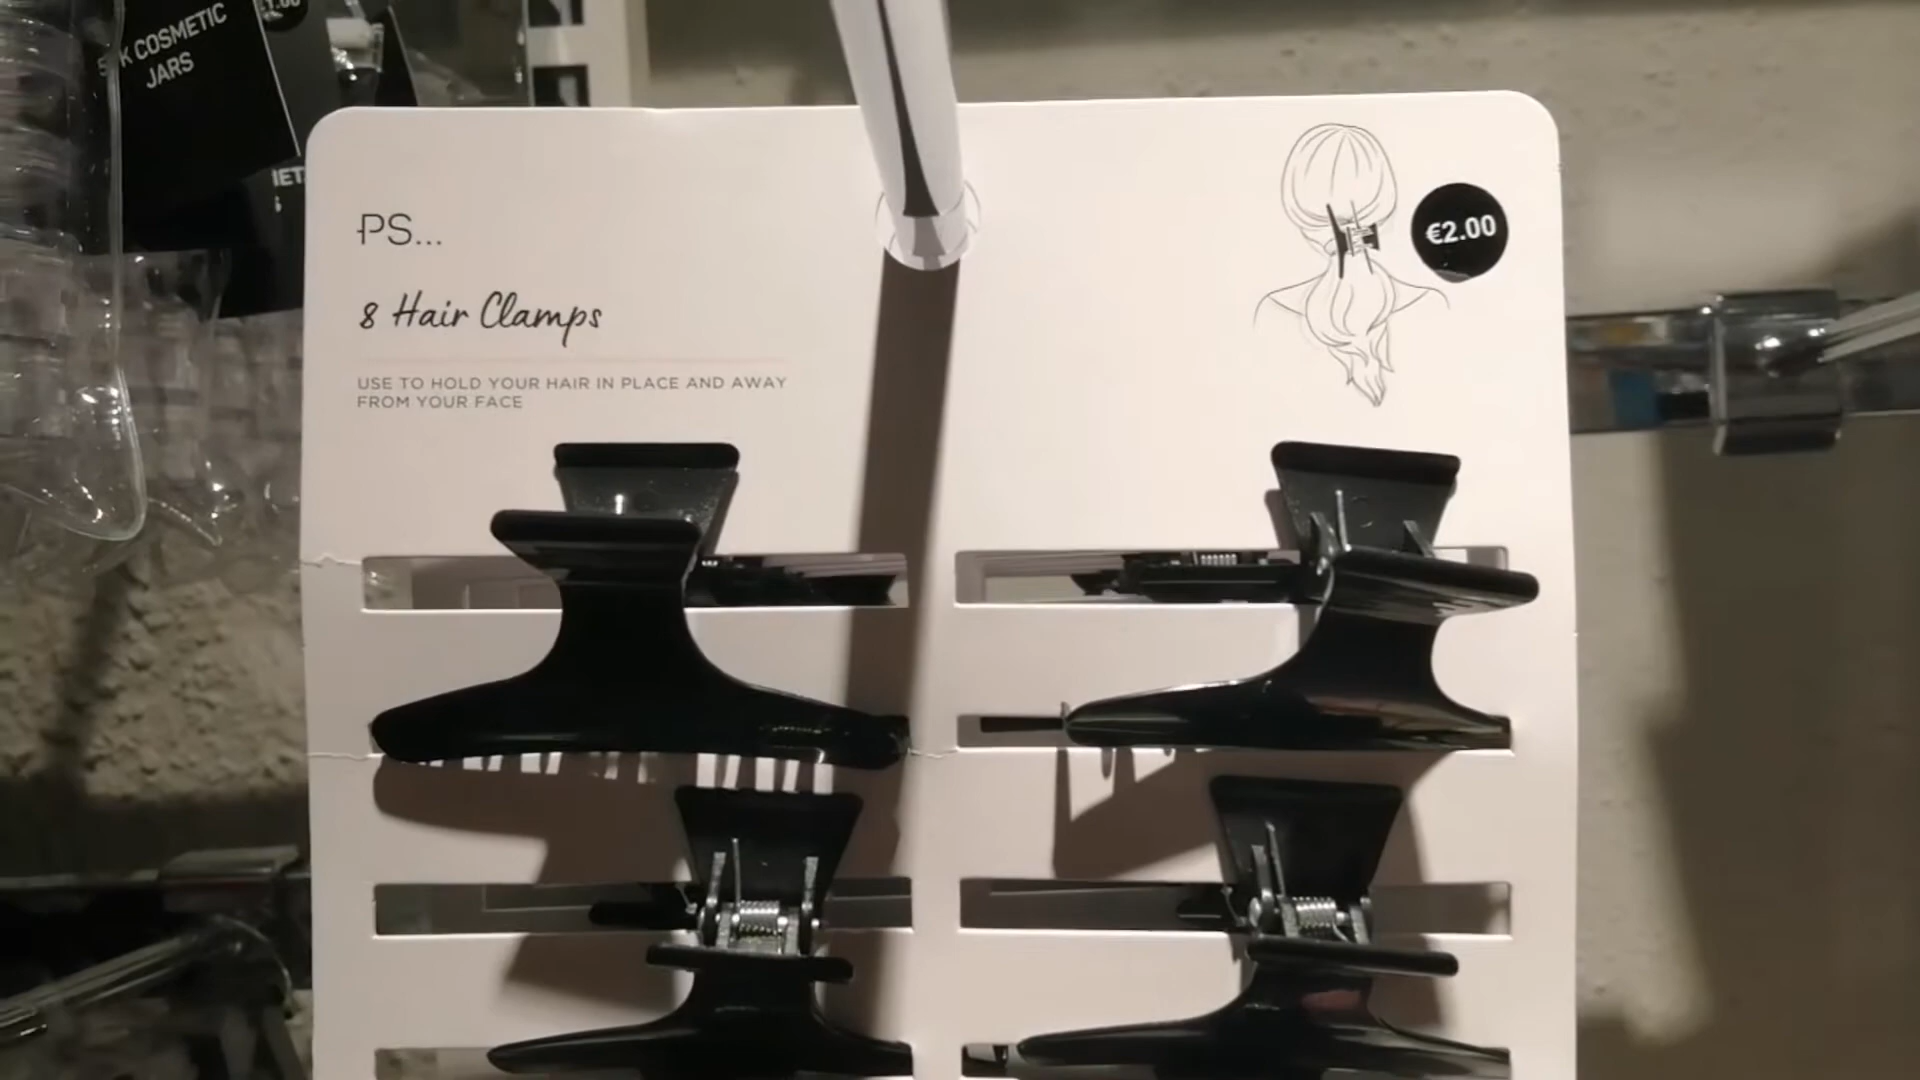 COSMETIC
JARS
PS...
€2.00
8 Hair Clamps
USE TO HOLD YOUR HAIR IN PLACE AND AWAY
FROM YOUR FACE